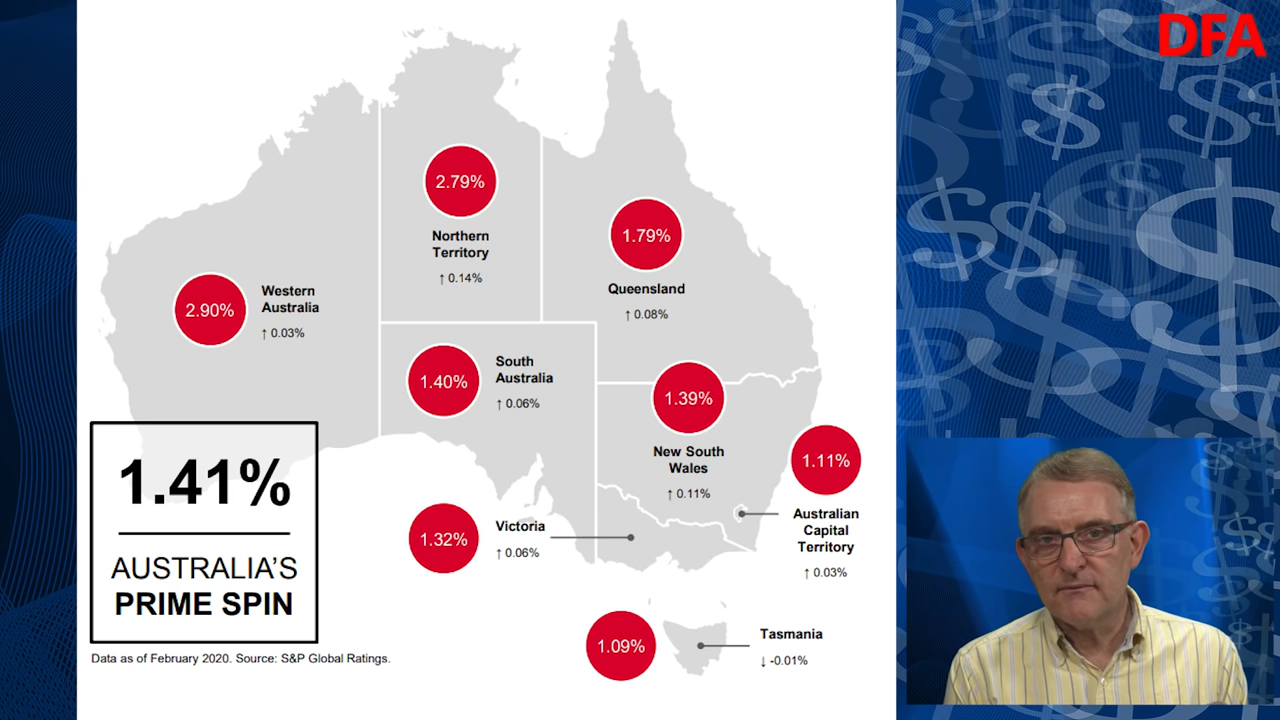 DFA
2.79%
Northern
Territory
↑ 0.14%
1.79%
Queensland
↑ 0.08%
2.90%
Western
Australia
↑ 0.03%
1.40%
South
Australia
↑ 0.06%
1.39%
New South
Wales
↑ 0.11%
1.11%
Australian
Capital
Territory
↑ 0.03%
1.32%
Victoria
↑ 0.06%
1.09%
Tasmania
↓ -0.01%
1.41%
AUSTRALIA'S
PRIME SPIN
Data as of February 2020. Source: S&P Global Ratings.